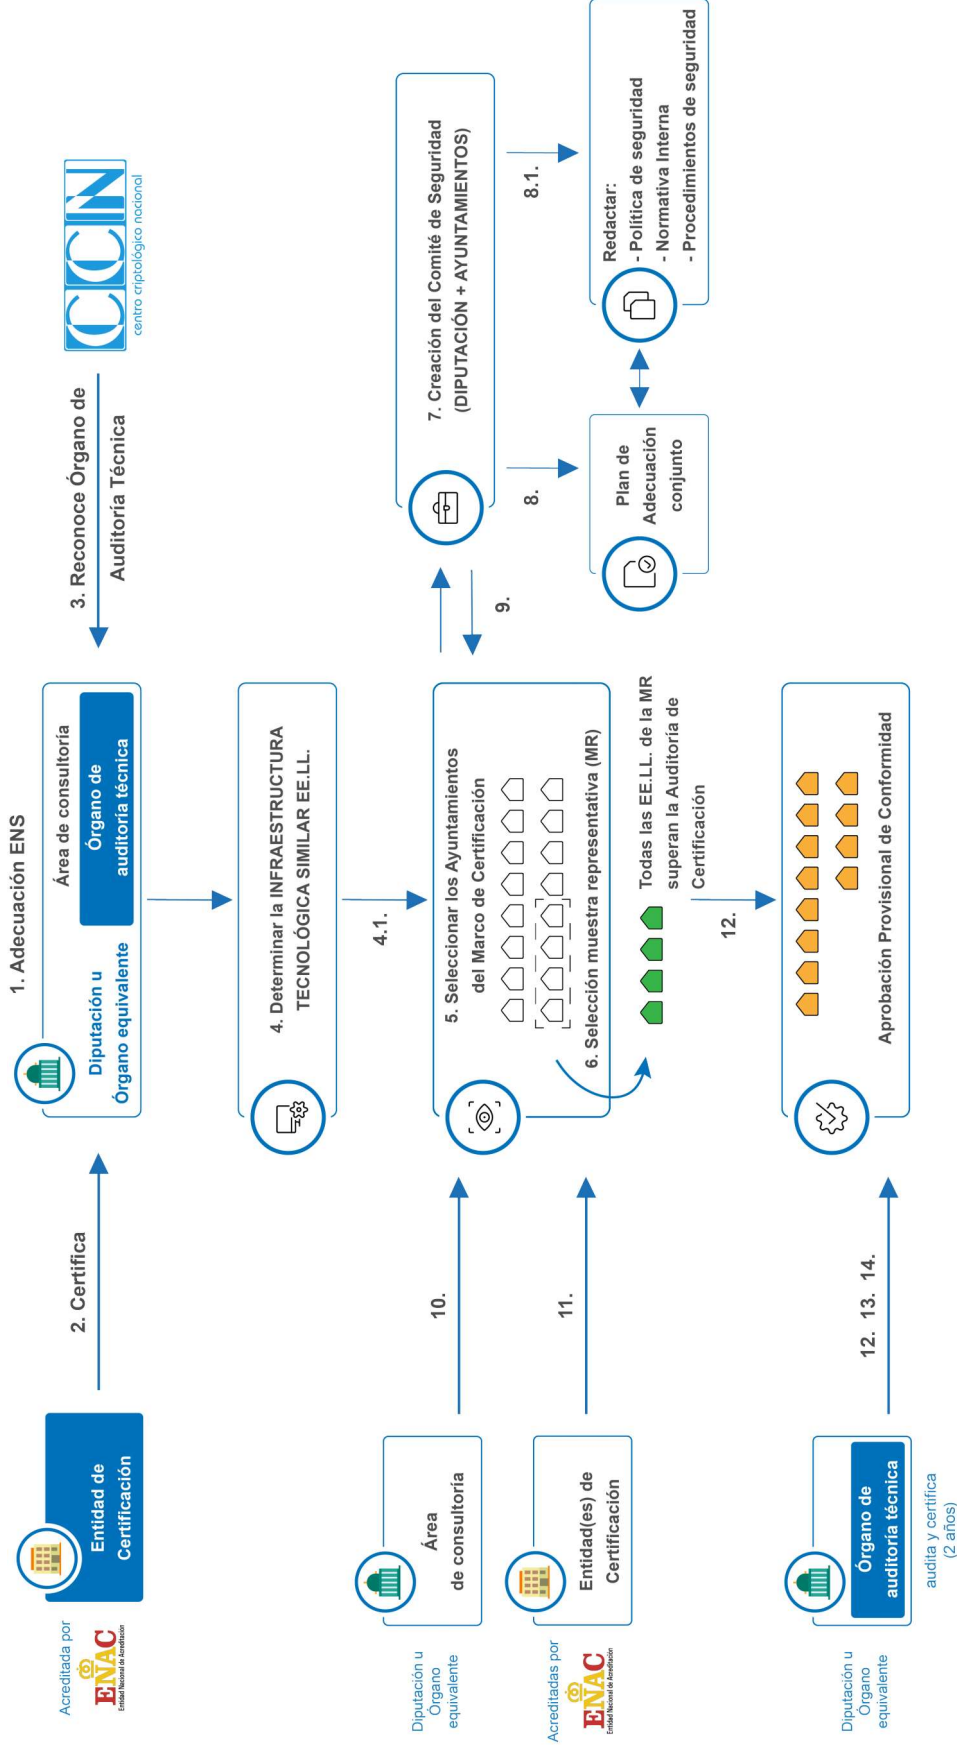 1. Adecuación ENS
Acreditada por
ENAC
Entidad Nacional de Acreditación
Entidad de
Certificación
2. Certifica
Diputación u
Órgano equivalente
Área de consultoría
Órgano de
auditoría técnica
3. Reconoce Órgano de
Auditoría Técnica
CCN
centro criptológico nacional
4. Determinar la INFRAESTRUCTURA
TECNOLÓGICA SIMILAR EE.LL.
4.1.
Diputación u
Órgano
equivalente
Área
de consultoría
10.
Acreditadas por
ENAC
Entidad Nacional de Acreditación
Entidad(es) de
Certificación
11.
5. Seleccionar los Ayuntamientos
del Marco de Certificación
6. Selección muestra representativa (MR)
9.
7. Creación del Comité de Seguridad
(DIPUTACIÓN + AYUNTAMIENTOS)
8.
8.1.
Plan de
Adecuación
conjunto
Redactar:
- Política de seguridad
- Normativa Interna
- Procedimientos de seguridad
Todas las EE.LL. de la MR
superan la Auditoría de
Certificación
12.
Diputación u
Órgano
equivalente
Órgano de
auditoría técnica
audita y certifica
(2 años)
12. 13. 14.
Aprobación Provisional de Conformidad